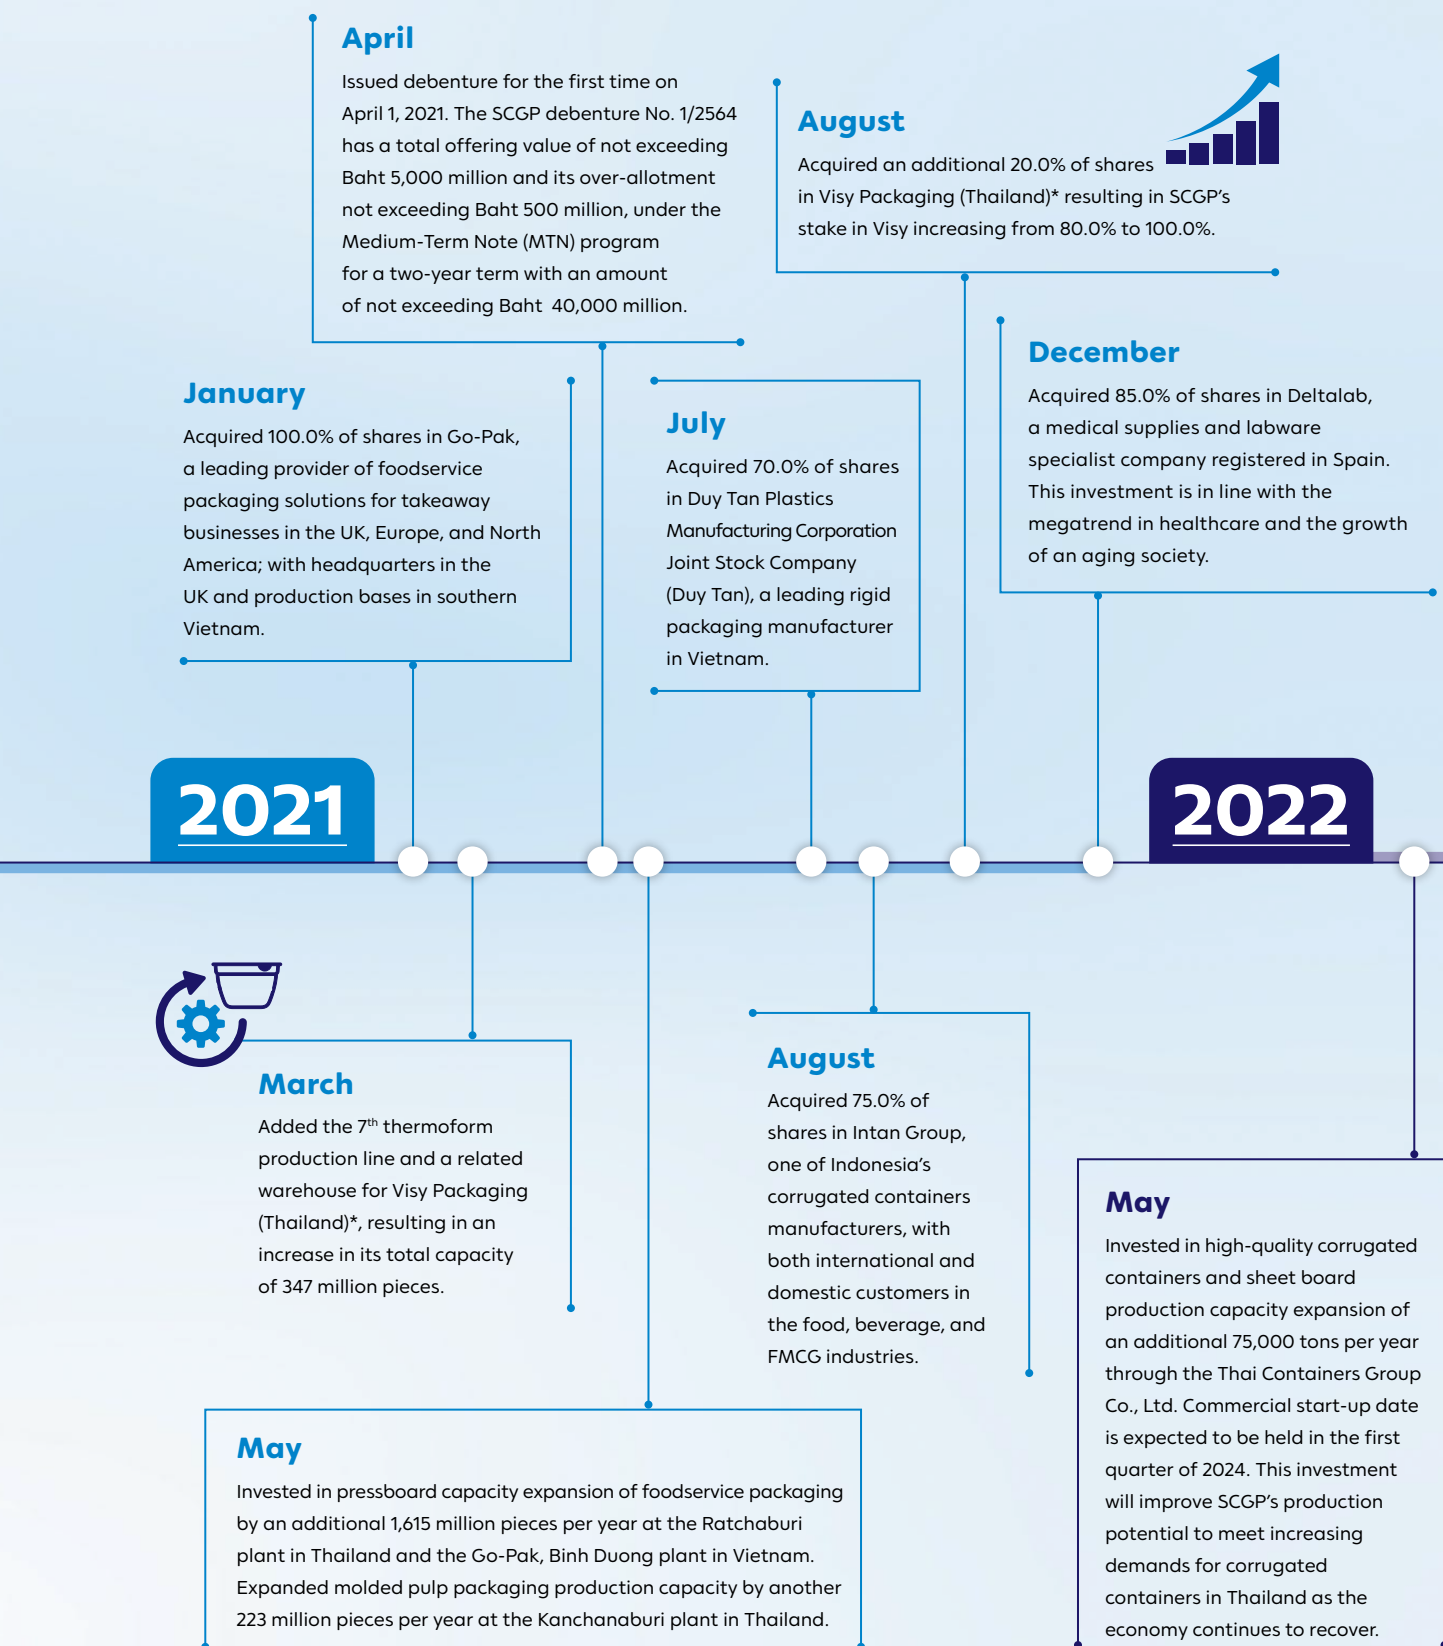 April
Issued debenture for the first time on
April 1, 2021. The SCGP debenture No. 1/2564
has a total offering value of not exceeding
Baht 5,000 million and its over-allotment
not exceeding Baht 500 million, under the
Medium-Term Note (MTN) program
for a two-year term with an amount
of not exceeding Baht 40,000 million.
August
Acquired an additional 20.0% of shares
in Visy Packaging (Thailand)* resulting in SCGP's
stake in Visy increasing from 80.0% to 100.0%.
January
Acquired 100.0% of shares in Go-Pak,
a leading provider of foodservice
packaging solutions for takeaway
businesses in the UK, Europe, and North
America; with headquarters in the
UK and production bases in southern
Vietnam.
July
Acquired 70.0% of shares
in Duy Tan Plastics
Manufacturing Corporation
Joint Stock Company
(Duy Tan), a leading rigid
packaging manufacturer
in Vietnam.
December
Acquired 85.0% of shares in Deltalab,
a medical supplies and labware
specialist company registered in Spain.
This investment is in line with the
megatrend in healthcare and the growth
of an aging society.
2021
2022
March
Added the 7th thermoform
production line and a related
warehouse for Visy Packaging
(Thailand)*, resulting in an
increase in its total capacity
of 347 million pieces.
August
Acquired 75.0% of
shares in Intan Group,
one of Indonesia's
corrugated containers
manufacturers, with
both international and
domestic customers in
the food, beverage, and
FMCG industries.
May
Invested in pressboard capacity expansion of foodservice packaging
by an additional 1,615 million pieces per year at the Ratchaburi
plant in Thailand and the Go-Pak, Binh Duong plant in Vietnam.
Expanded molded pulp packaging production capacity by another
223 million pieces per year at the Kanchanaburi plant in Thailand.
May
Invested in high-quality corrugated
containers and sheet board
production capacity expansion of
an additional 75,000 tons per year
through the Thai Containers Group
Co., Ltd. Commercial start-up date
is expected to be held in the first
quarter of 2024. This investment
will improve SCGP's production
potential to meet increasing
demands for corrugated
containers in Thailand as the
economy continues to recover.